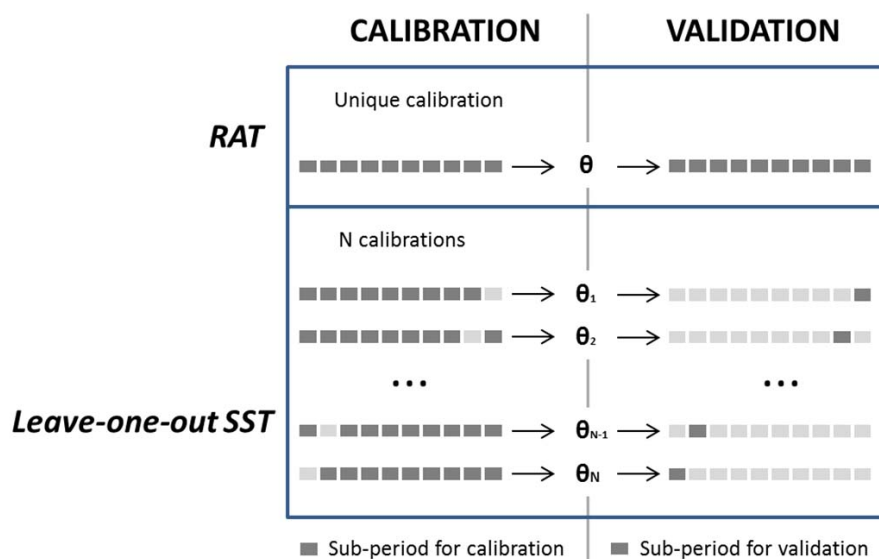 CALIBRATION VALIDATION
RAT
Unique calibration
θ
Leave-one-out SST
N calibrations
θ1
θ2
... ...
θN-1
θN
Sub-period for calibration Sub-period for validation